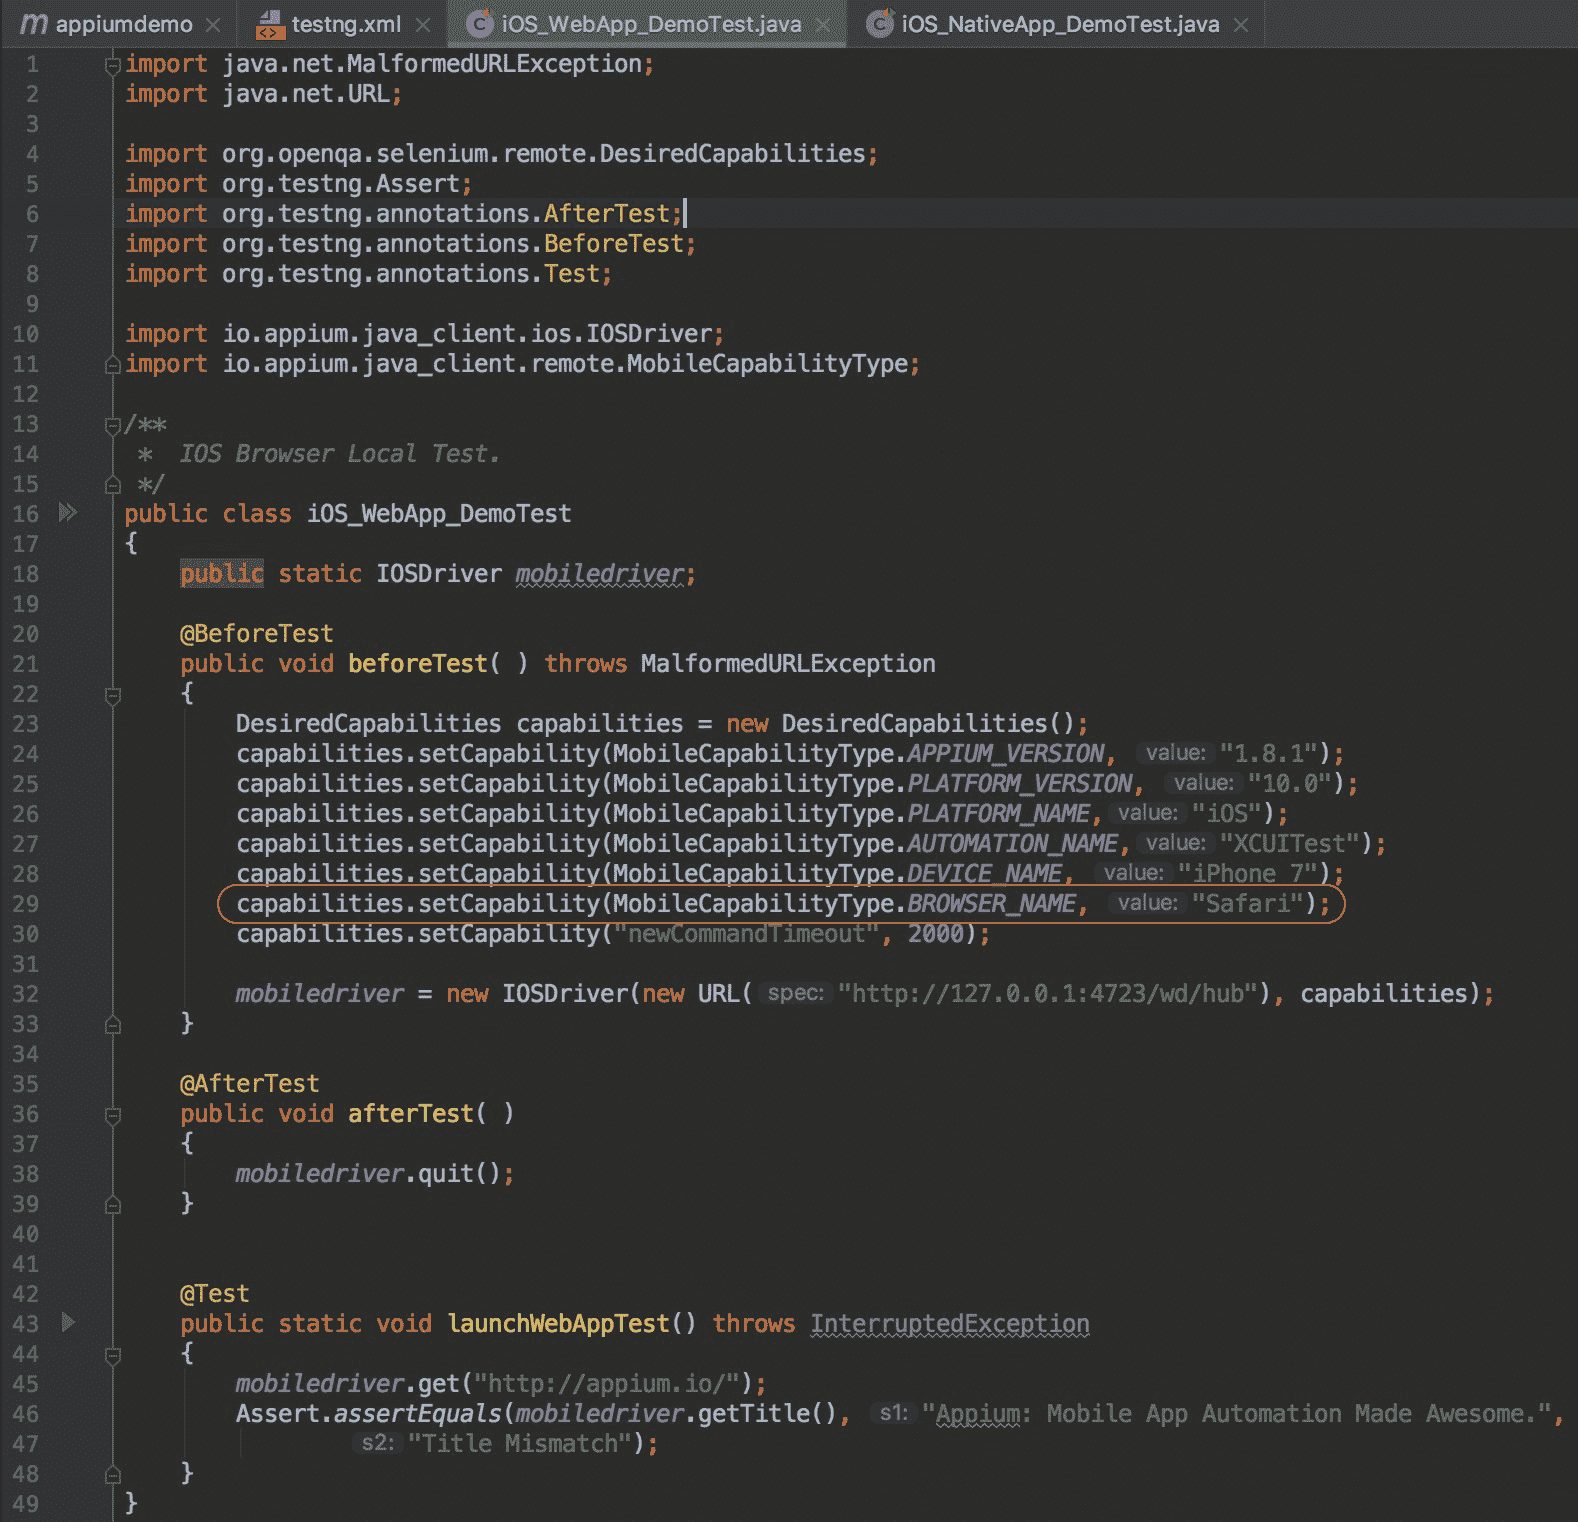 appiumdemo testng.xml iOS_WebApp_DemoTest.java iOS_NativeApp_DemoTest.java
1 import java.net.MalformedURLException;
2 import java.net.URL;
3
4 import org.openqa.selenium.remote.DesiredCapabilities;
5 import org.testng.Assert;
6 import org.testng.annotations.AfterTest;
7 import org.testng.annotations.BeforeTest;
8 import org.testng.annotations.Test;
9
10 import io.appium.java_client.ios.IOSDriver;
11 import io.appium.java_client.remote.MobileCapabilityType;
12
13 /**
14 * IOS Browser Local Test.
15 */
16 public class iOS_WebApp_DemoTest
17 {
18 public static IOSDriver mobiledriver;
19
20 @BeforeTest
21 public void beforeTest( ) throws MalformedURLException
22 {
23 DesiredCapabilities capabilities = new DesiredCapabilities();
24 capabilities.setCapability(MobileCapabilityType.APPIUM_VERSION, value: "1.8.1");
25 capabilities.setCapability(MobileCapabilityType.PLATFORM_VERSION, value: "10.0");
26 capabilities.setCapability(MobileCapabilityType.PLATFORM_NAME, value: "iOS");
27 capabilities.setCapability(MobileCapabilityType.AUTOMATION_NAME, value: "XCUITest");
28 capabilities.setCapability(MobileCapabilityType.DEVICE_NAME, value: "iPhone 7");
29 capabilities.setCapability(MobileCapabilityType.BROWSER_NAME, value: "Safari");
30 capabilities.setCapability("newCommandTimeout", 2000);
31
32 mobiledriver = new IOSDriver(new URL( spec: "http://127.0.0.1:4723/wd/hub"), capabilities);
33 }
34
35 @AfterTest
36 public void afterTest( )
37 {
38 mobiledriver.quit();
39 }
40
41
42 @Test
43 public static void launchWebAppTest() throws InterruptedException
44 {
45 mobiledriver.get("http://appium.io/");
46 Assert.assertEquals(mobiledriver.getTitle(), s1: "Appium: Mobile App Automation Made Awesome.",
47 s2: "Title Mismatch");
48 }
49 }